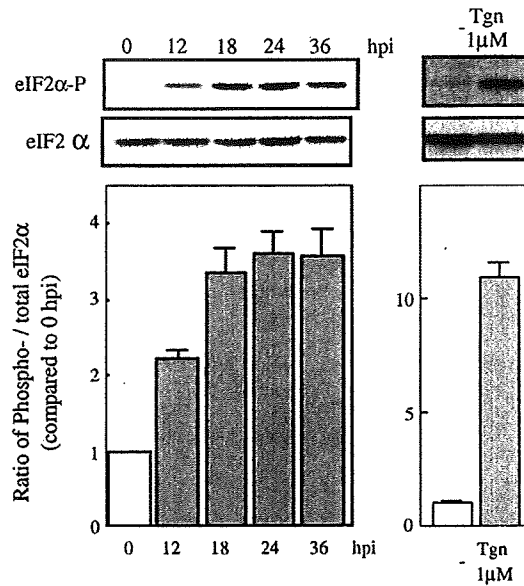 Tgn
- 1μM
0 12 18 24 36 hpi
eIF2α-P
eIF2 α
Ratio of Phospho- / total eIF2α
(compared to 0 hpi)
4
3
2
1
0
0 12 18 24 36 hpi
10
5
0
- Tgn
1μM